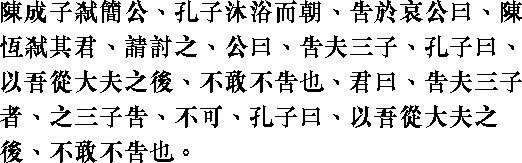 陳成子弑簡公、孔子沐浴而朝、告於哀公曰、陳
恆弑其君、請討之、公曰、告夫三子、孔子曰、
以吾從大夫之後、不敢不告也、君曰、告夫三子
者、之三子告、不可、孔子曰、以吾從大夫之
後、不敢不告也。